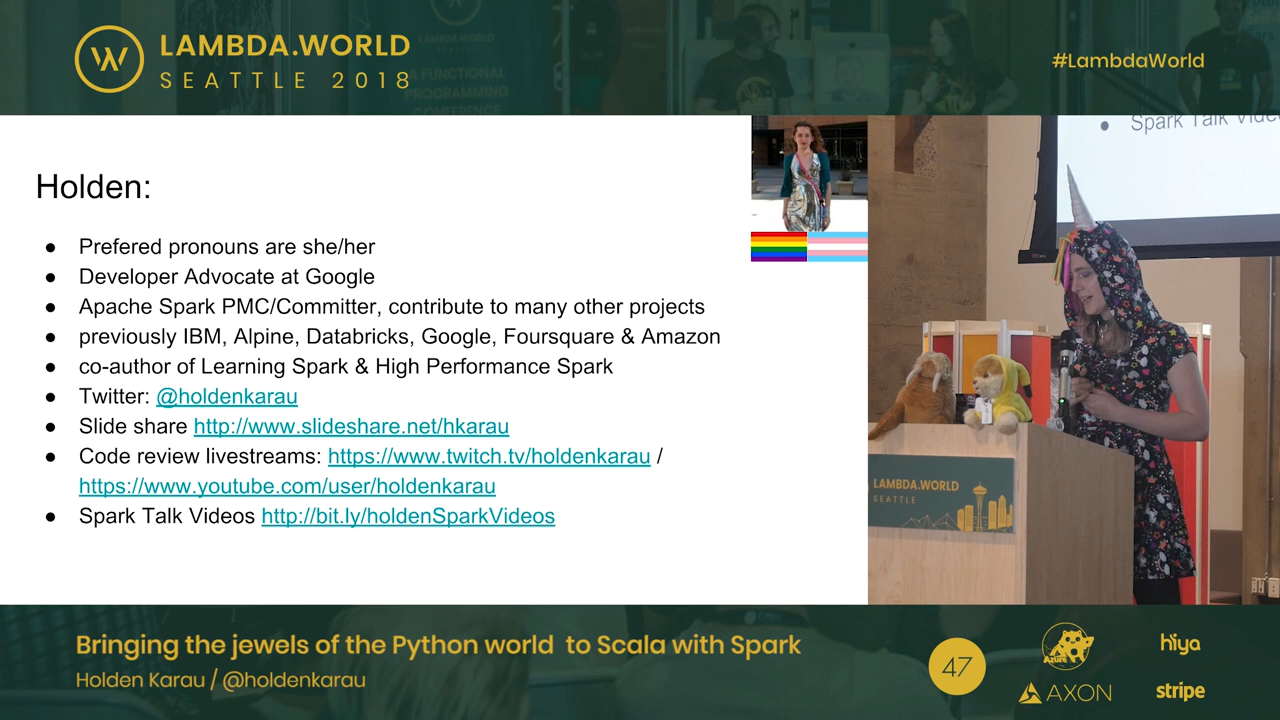 LAMBDA.WORLD
SEATTLE 2018
#LambdaWorld
Holden:
● Prefered pronouns are she/her
● Developer Advocate at Google
● Apache Spark PMC/Committer, contribute to many other projects
● previously IBM, Alpine, Databricks, Google, Foursquare & Amazon
● co-author of Learning Spark & High Performance Spark
● Twitter: @holdenkarau
● Slide share http://www.slideshare.net/hkarau
● Code review livestreams: https://www.twitch.tv/holdenkarau /
https://www.youtube.com/user/holdenkarau
● Spark Talk Videos http://bit.ly/holdenSparkVideos
● Spark Talk
LAMBDA.WORLD
SEATTLE
Bringing the jewels of the Python world to Scala with Spark
Holden Karau / @holdenkarau
47
Azure
hiya
AXON
stripe